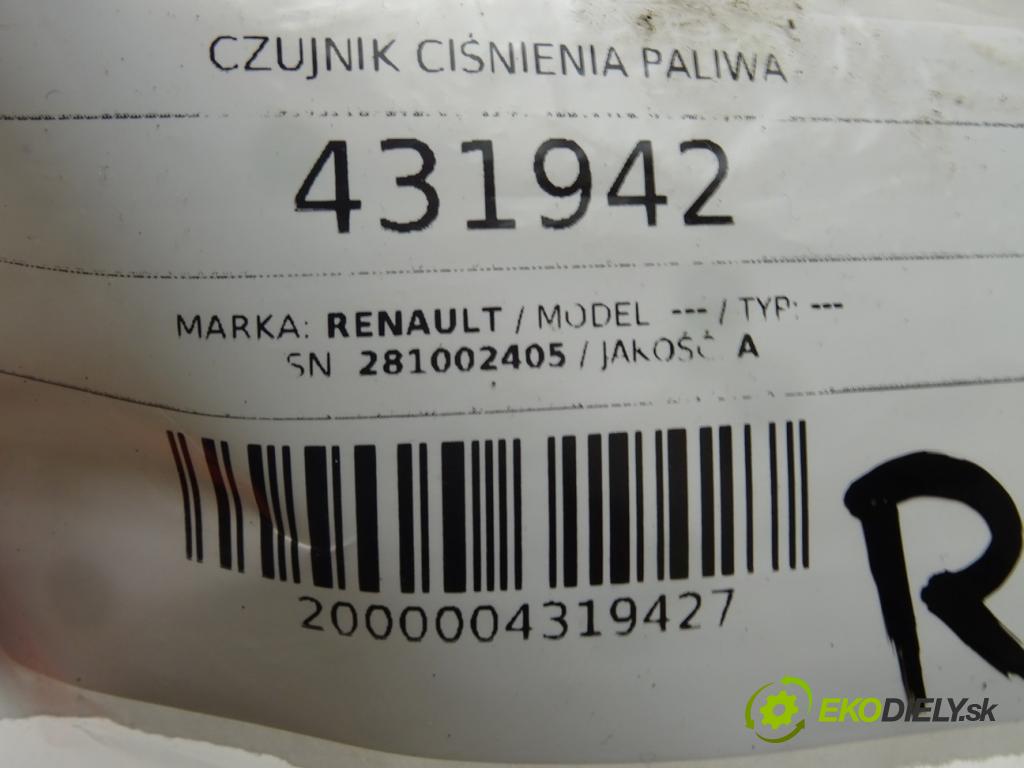 CZUJNIK CIŚNIENIA PALIWA
431942
MARKA: RENAULT / MODEL --- / TYP: ---
SN 281002405 / JAKOŚĆ A
2000004319427
R
EKODIELY.sk